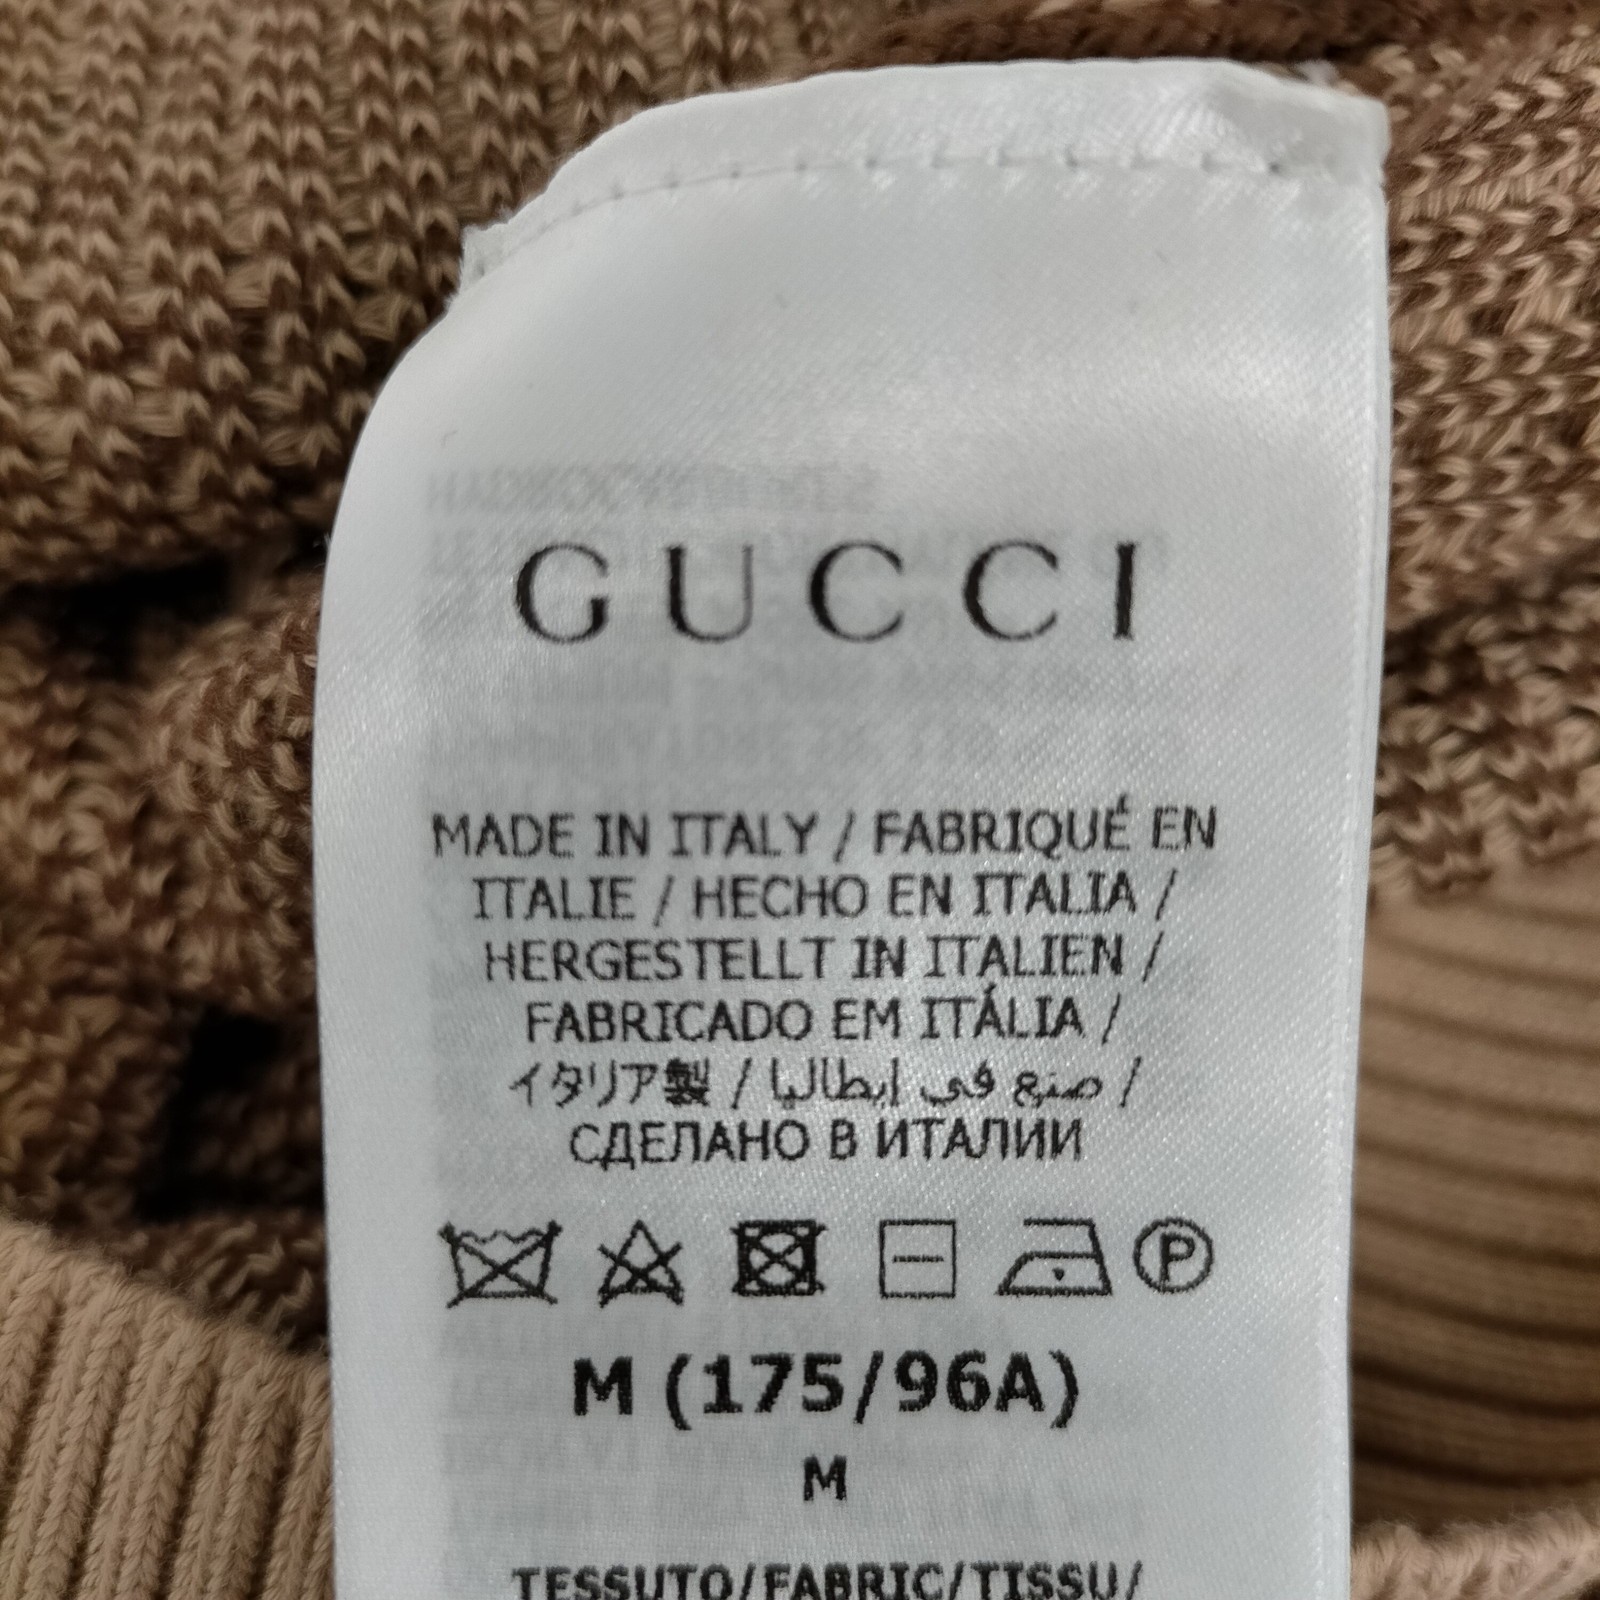 GUCCI
MADE IN ITALY / FABRIQUÉ EN
ITALIE / HECHO EN ITALIA /
HERGESTELLT IN ITALIEN /
FABRICADO EM ITÁLIA /
イタリア製 / صنع في إيطاليا /
СДЕЛАНО В ИТАЛИИ
P
M (175/96A)
M
TESSUTO/FABRIC/TISSU/